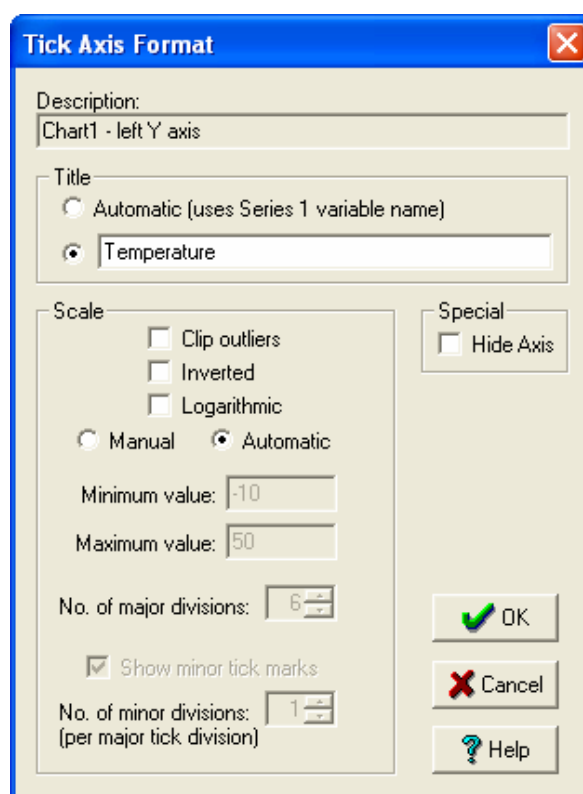 Tick Axis Format
Description:
Chart1 - left Y axis
Title
Automatic (uses Series 1 variable name)
Temperature
Scale
Clip outliers
Inverted
Logarithmic
Manual Automatic
Minimum value: -10
Maximum value: 50
No. of major divisions: 6
Show minor tick marks
No. of minor divisions: 1
(per major tick division)
Special
Hide Axis
OK
Cancel
Help